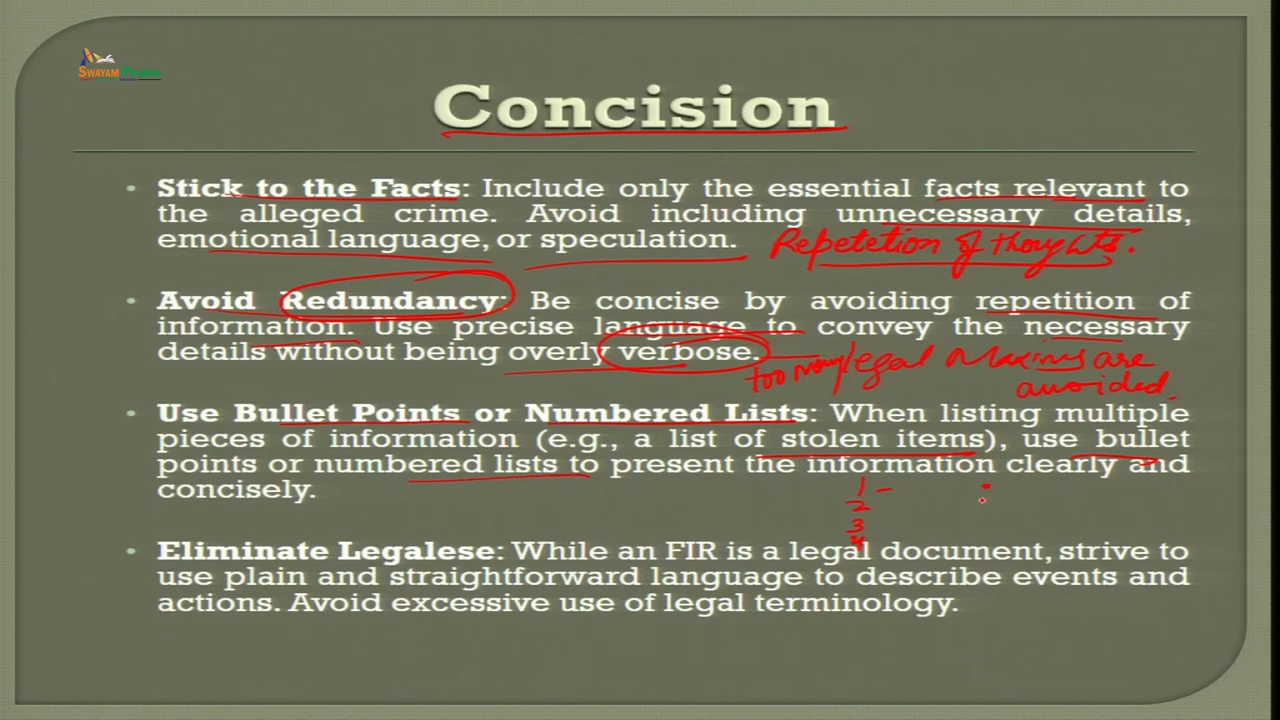 SWAYAM PRABHA
Concision
• Stick to the Facts: Include only the essential facts relevant to
the alleged crime. Avoid including unnecessary details,
emotional language, or speculation. Repetetion of thoughts.
• Avoid Redundancy: Be concise by avoiding repetition of
information. Use precise language to convey the necessary
details without being overly verbose.
too many legal Maxims are
avoided.
• Use Bullet Points or Numbered Lists: When listing multiple
pieces of information (e.g., a list of stolen items), use bullet
points or numbered lists to present the information clearly and
concisely.
1 -
2
3
4
• Eliminate Legalese: While an FIR is a legal document, strive to
use plain and straightforward language to describe events and
actions. Avoid excessive use of legal terminology.